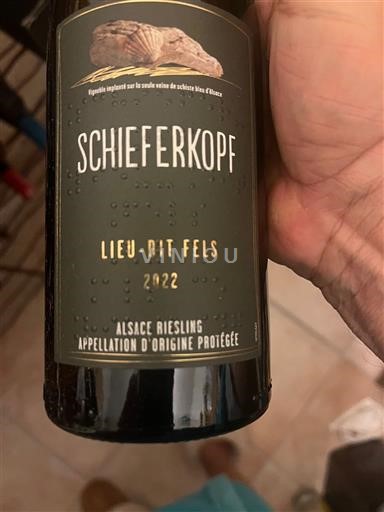 Vignoble implanté sur la seule veine de schiste bleu d'Alsace
SCHIEFERKOPF
LIEU-DIT FELS
VINIOU
2022
ALSACE RIESLING
APPELLATION D'ORIGINE PROTÉGÉE